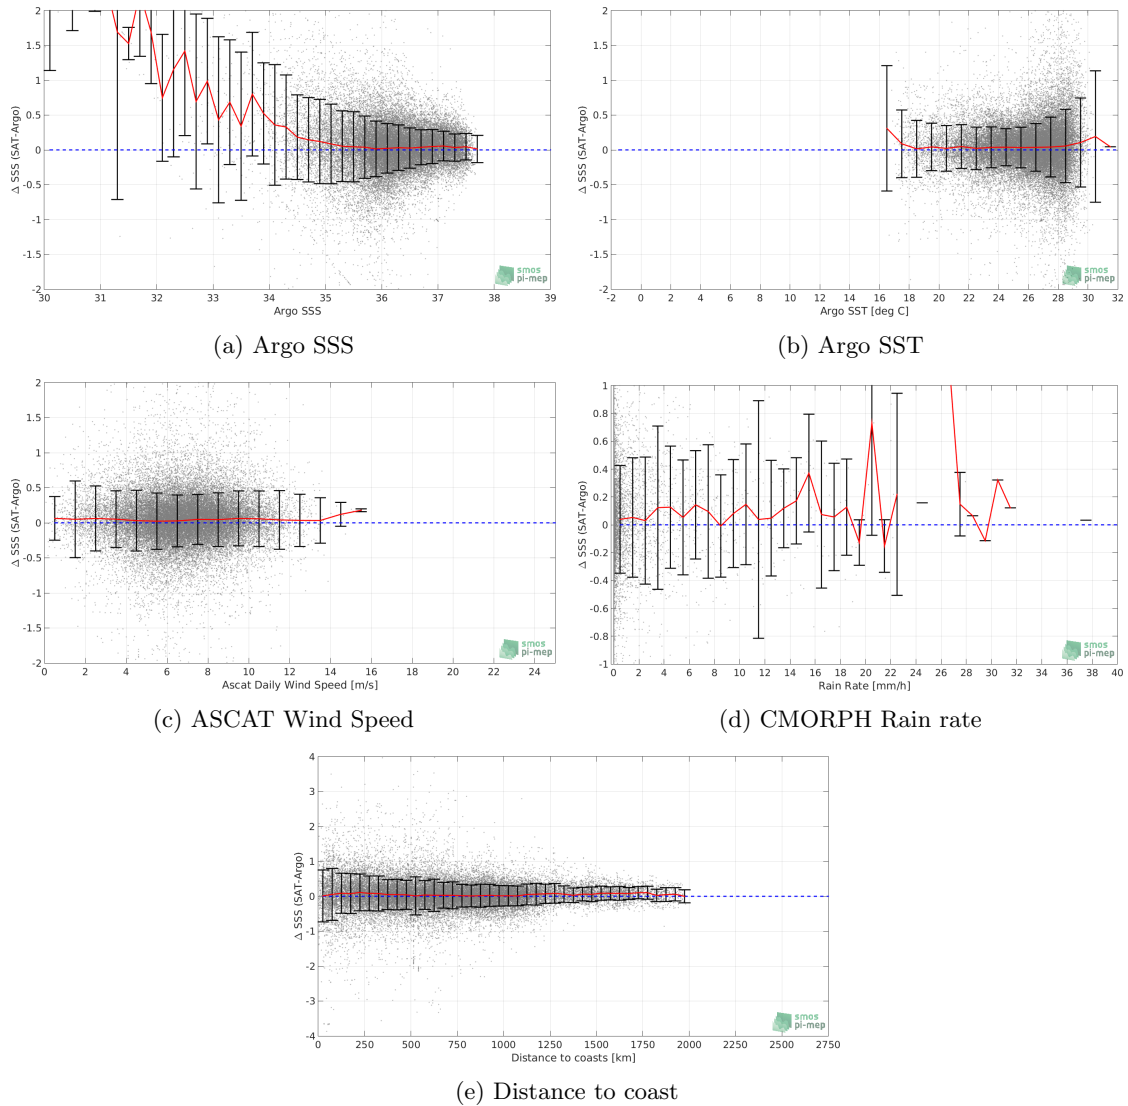 2
1.5
1
0.5
0
-0.5
-1
-1.5
-2
Δ SSS (SAT-Argo)
30 31 32 33 34 35 36 37 38 39
Argo SSS
smos
pi-mep
(a) Argo SSS
2
1.5
1
0.5
0
-0.5
-1
-1.5
-2
Δ SSS (SAT-Argo)
-2 0 2 4 6 8 10 12 14 16 18 20 22 24 26 28 30 32
Argo SST [deg C]
smos
pi-mep
(b) Argo SST
2
1.5
1
0.5
0
-0.5
-1
-1.5
-2
Δ SSS (SAT-Argo)
0 2 4 6 8 10 12 14 16 18 20 22 24
Ascat Daily Wind Speed [m/s]
smos
pi-mep
(c) ASCAT Wind Speed
1
0.8
0.6
0.4
0.2
0
-0.2
-0.4
-0.6
-0.8
-1
Δ SSS (SAT-Argo)
0 2 4 6 8 10 12 14 16 18 20 22 24 26 28 30 32 34 36 38 40
Rain Rate [mm/h]
smos
pi-mep
(d) CMORPH Rain rate
4
3
2
1
0
-1
-2
-3
-4
Δ SSS (SAT-Argo)
0 250 500 750 1000 1250 1500 1750 2000 2250 2500 2750
Distance to coasts [km]
smos
pi-mep
(e) Distance to coast